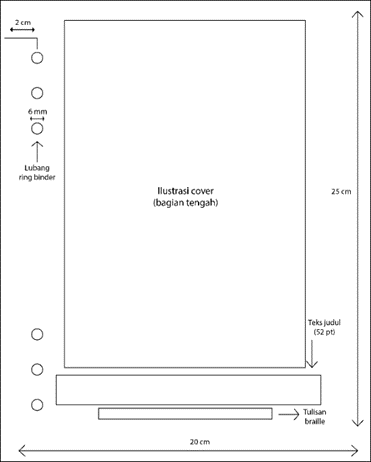 2 cm
6 mm
Lubang
ring binder
Ilustrasi cover
(bagian tengah)
25 cm
Teks judul
(52 pt)
Tulisan
braille
20 cm